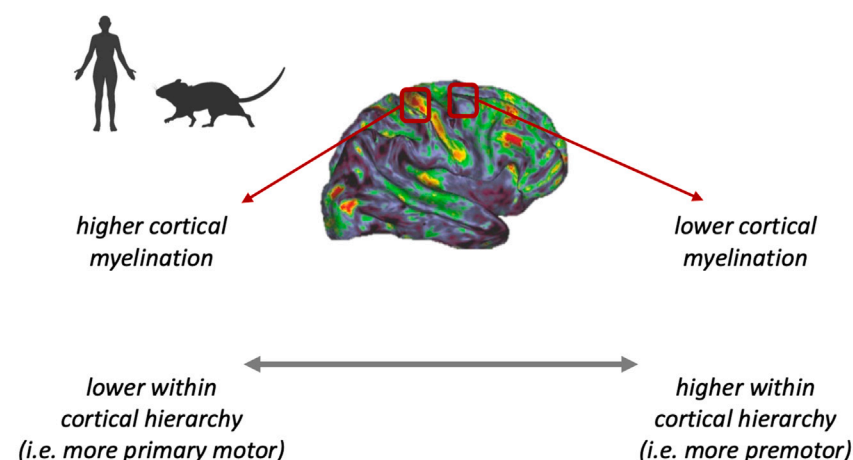 higher cortical
myelination
lower cortical
myelination
lower within
cortical hierarchy
(i.e. more primary motor)
higher within
cortical hierarchy
(i.e. more premotor)